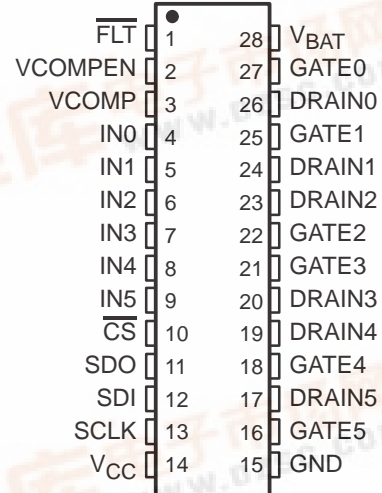 FLT 1 28 VBAT
VCOMPEN 2 27 GATE0
VCOMP 3 26 DRAIN0
IN0 4 25 GATE1
IN1 5 24 DRAIN1
IN2 6 23 DRAIN2
IN3 7 22 GATE2
IN4 8 21 GATE3
IN5 9 20 DRAIN3
CS 10 19 DRAIN4
SDO 11 18 GATE4
SDI 12 17 DRAIN5
SCLK 13 16 GATE5
VCC 14 15 GND